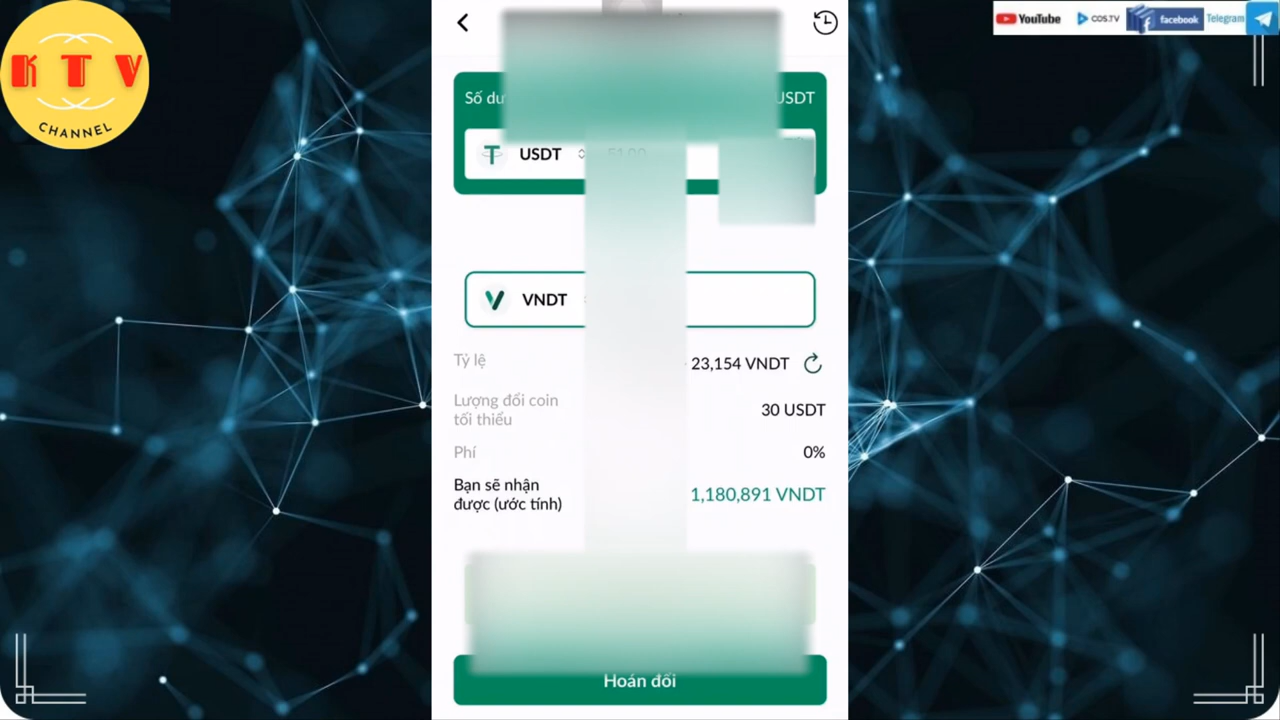 KTV
CHANNEL
YouTube
COS.TV
facebook
Telegram
Số dư
USDT
USDT
VNDT
Tỷ lệ
23,154 VNDT
Lượng đổi coin
tối thiểu
30 USDT
Phí
0%
Bạn sẽ nhận
được (ước tính)
1,180,891 VNDT
Hoán đổi